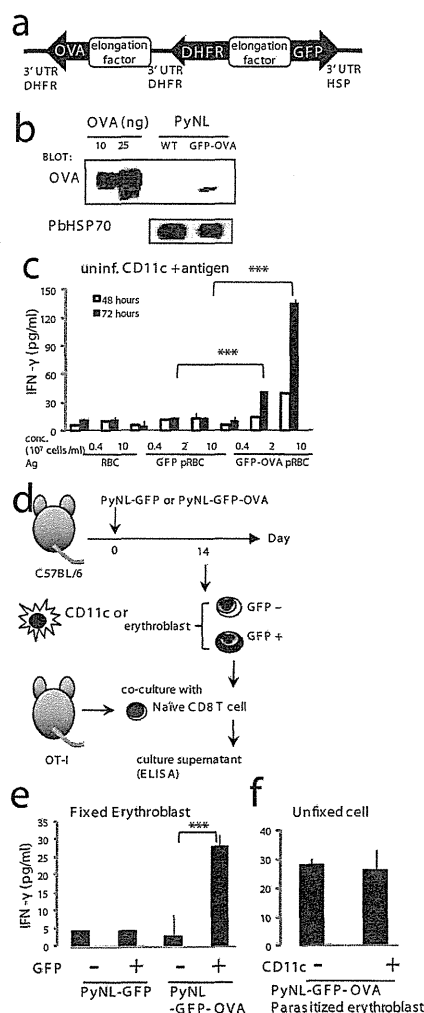 a
OVA
elongation factor
DHFR
elongation factor
GFP
3' UTR DHFR
3' UTR DHFR
3' UTR HSP
b
OVA (ng)
PyNL
10 25
WT GFP-OVA
BLOT:
OVA
PbHSP70
c
uninf. CD11c +antigen
***
***
48 hours
72 hours
IFN -γ (pg/ml)
150
120
90
60
30
0
conc. (10⁷ cells/ml)
0.4 2 10 0.4 2 10 0.4 2 10
Ag
RBC
GFP pRBC
GFP-OVA pRBC
d
PyNL-GFP or PyNL-GFP-OVA
Day
0
14
C57BL/6
CD11c or
erythroblast
GFP –
GFP +
co-culture with
Naïve CD8 T cell
OT-I
culture supernatant
(ELISA)
e
Fixed Erythroblast
***
IFN -γ (pg/ml)
35
30
25
20
15
10
5
0
GFP – + – +
PyNL-GFP
PyNL -GFP-OVA
f
Unfixed cell
40
30
20
10
0
CD11c – +
PyNL-GFP-OVA
Parasitized erythroblast